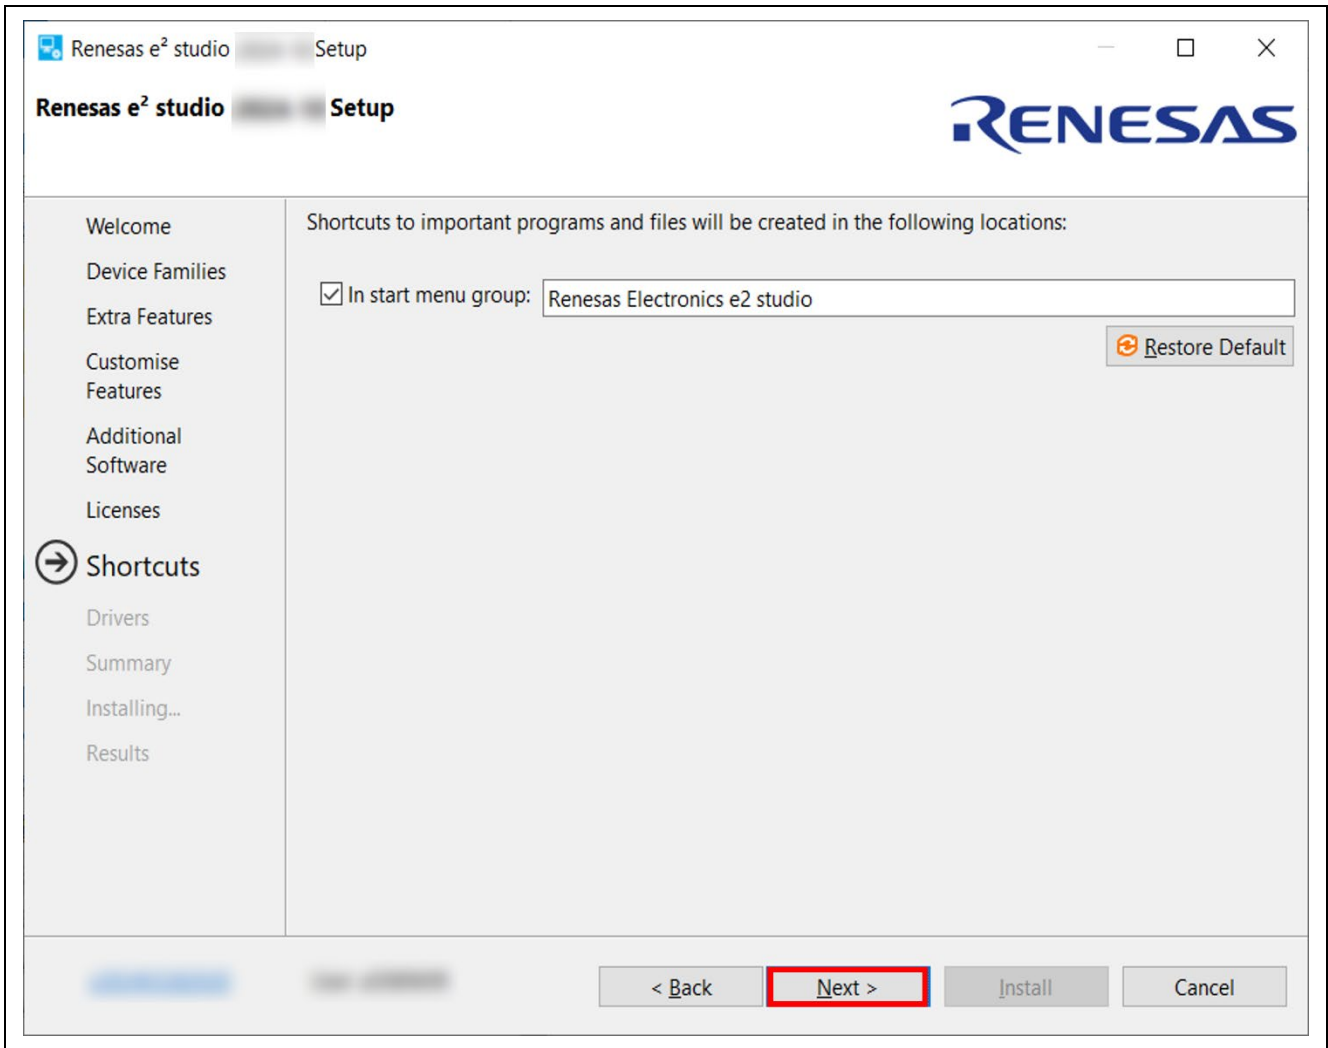 Renesas e² studio Setup
Renesas e² studio Setup
RENESAS
Welcome
Device Families
Extra Features
Customise
Features
Additional
Software
Licenses
Shortcuts
Drivers
Summary
Installing...
Results
Shortcuts to important programs and files will be created in the following locations:
In start menu group: Renesas Electronics e2 studio
Restore Default
< Back Next > Install Cancel